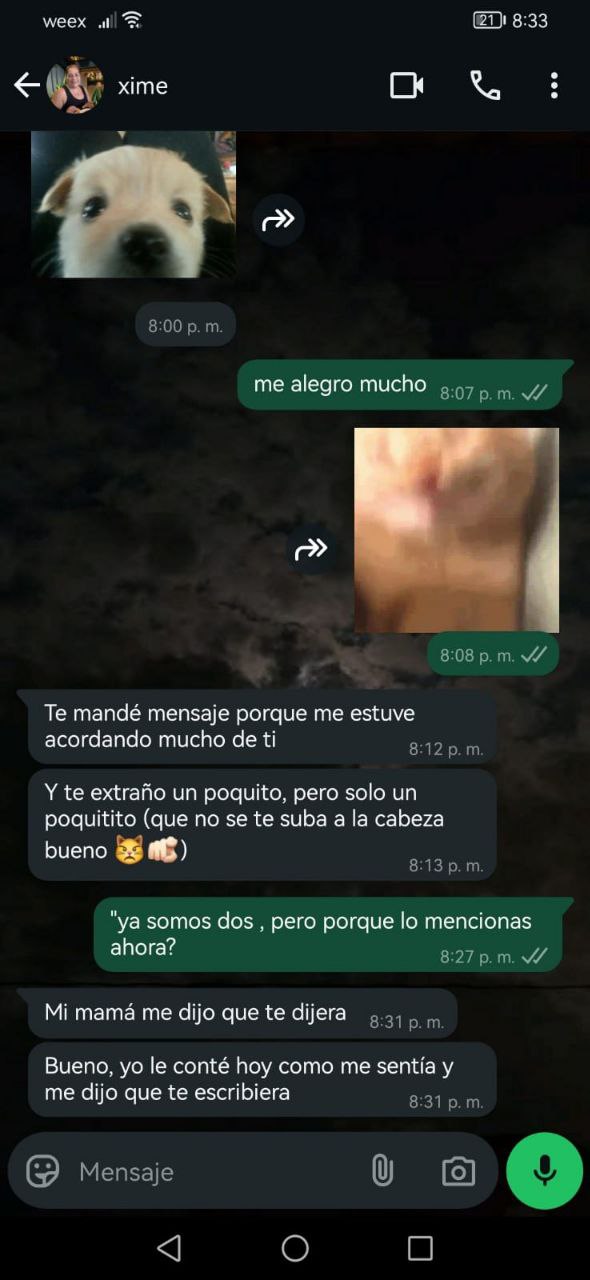 weex 21 8:33
xime
8:00 p. m.
me alegro mucho 8:07 p. m.
8:08 p. m.
Te mandé mensaje porque me estuve
acordando mucho de ti 8:12 p. m.
Y te extraño un poquito, pero solo un
poquitito (que no se te suba a la cabeza
bueno 😾🫵🏻)
8:13 p. m.
"ya somos dos , pero porque lo mencionas
ahora? 8:27 p. m.
Mi mamá me dijo que te dijera 8:31 p. m.
Bueno, yo le conté hoy como me sentía y
me dijo que te escribiera 8:31 p. m.
Mensaje